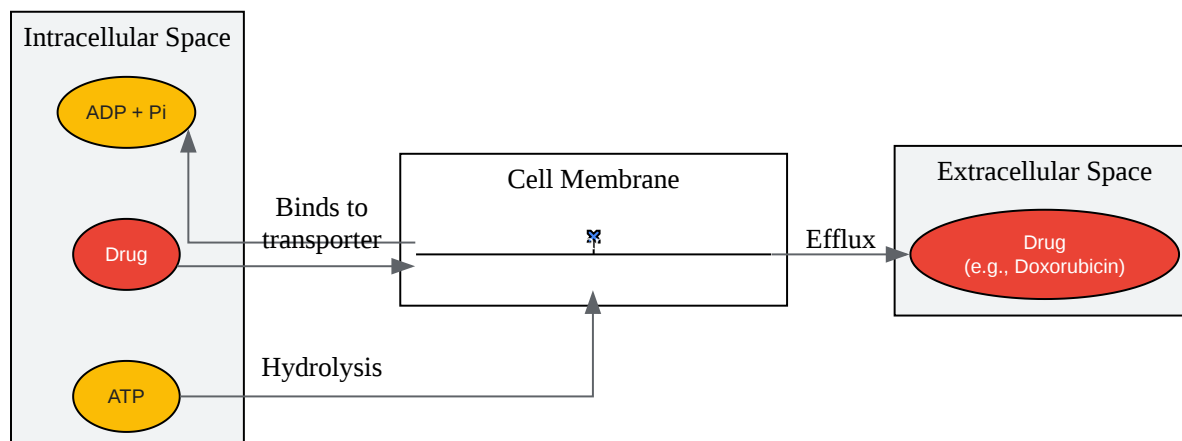 Intracellular Space
ADP + Pi
Drug
ATP
Binds to
transporter
Hydrolysis
Cell Membrane
Efflux
Extracellular Space
Drug
(e.g., Doxorubicin)